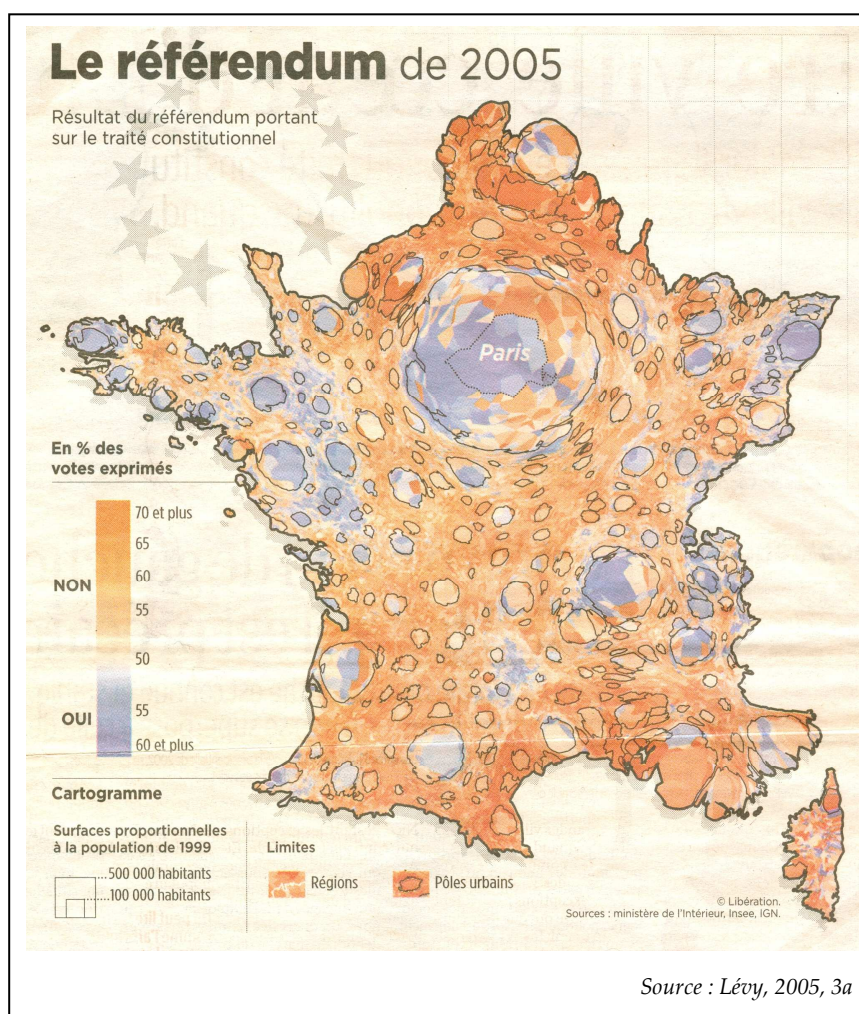 Le référendum de 2005
Résultat du référendum portant
sur le traité constitutionnel
Paris
En % des
votes exprimés
70 et plus
65
60
NON
55
50
55
OUI
60 et plus
Cartogramme
Surfaces proportionnelles
à la population de 1999
500 000 habitants
100 000 habitants
Limites
Régions
Pôles urbains
© Libération.
Sources : ministère de l'Intérieur, Insee, IGN.
Source : Lévy, 2005, 3a